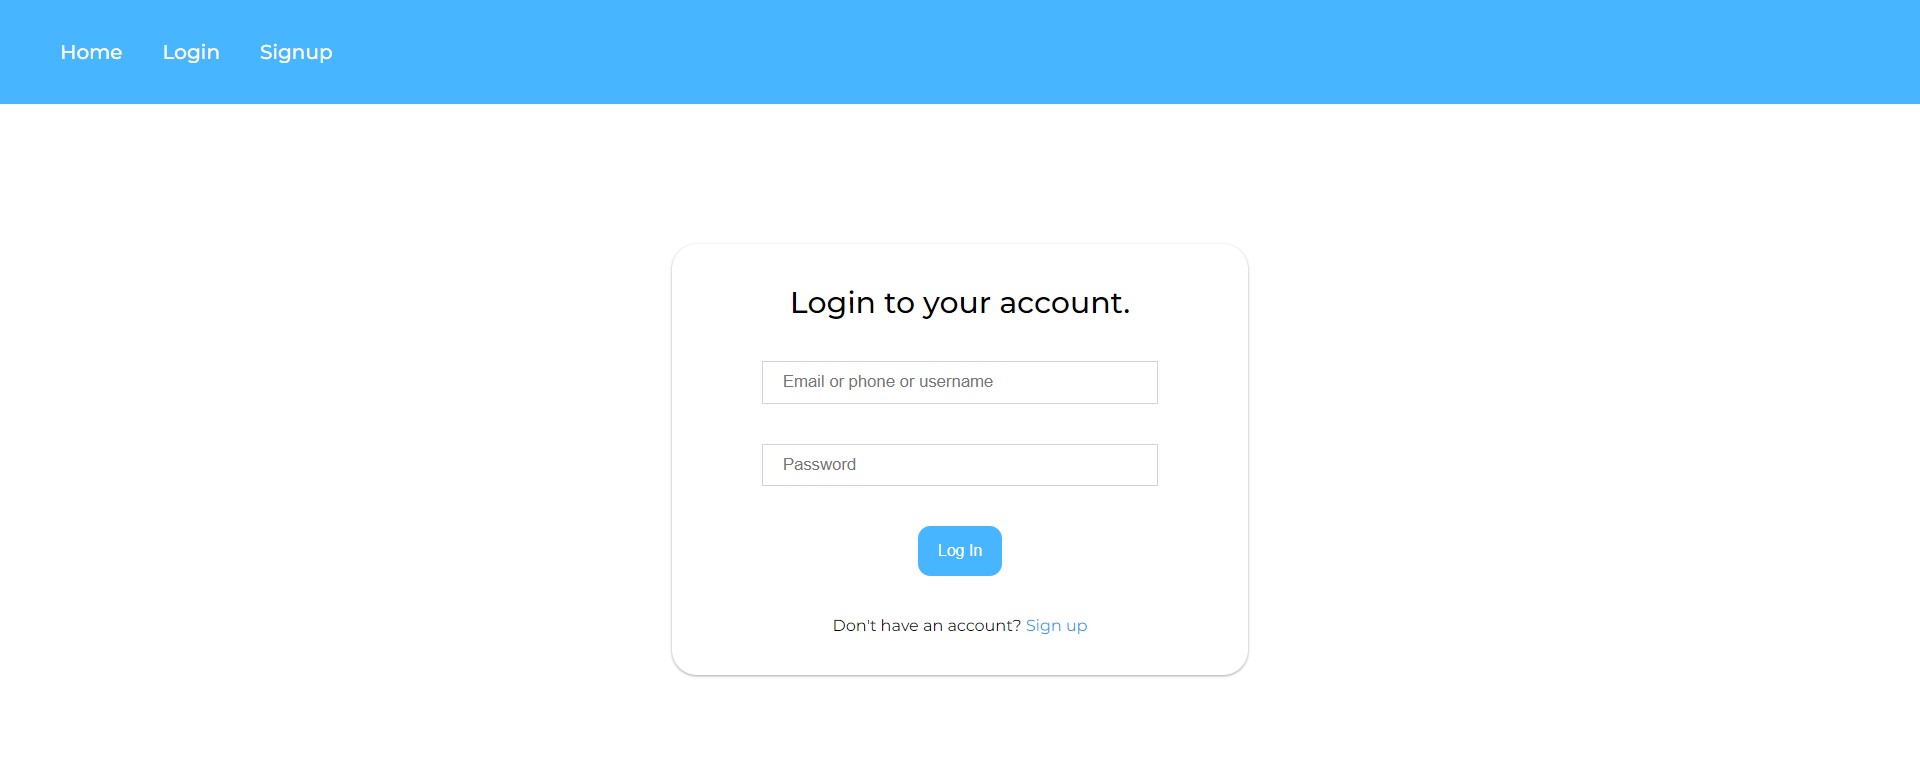 Home Login Signup
Login to your account.
Email or phone or username
Password
Log In
Don't have an account? Sign up